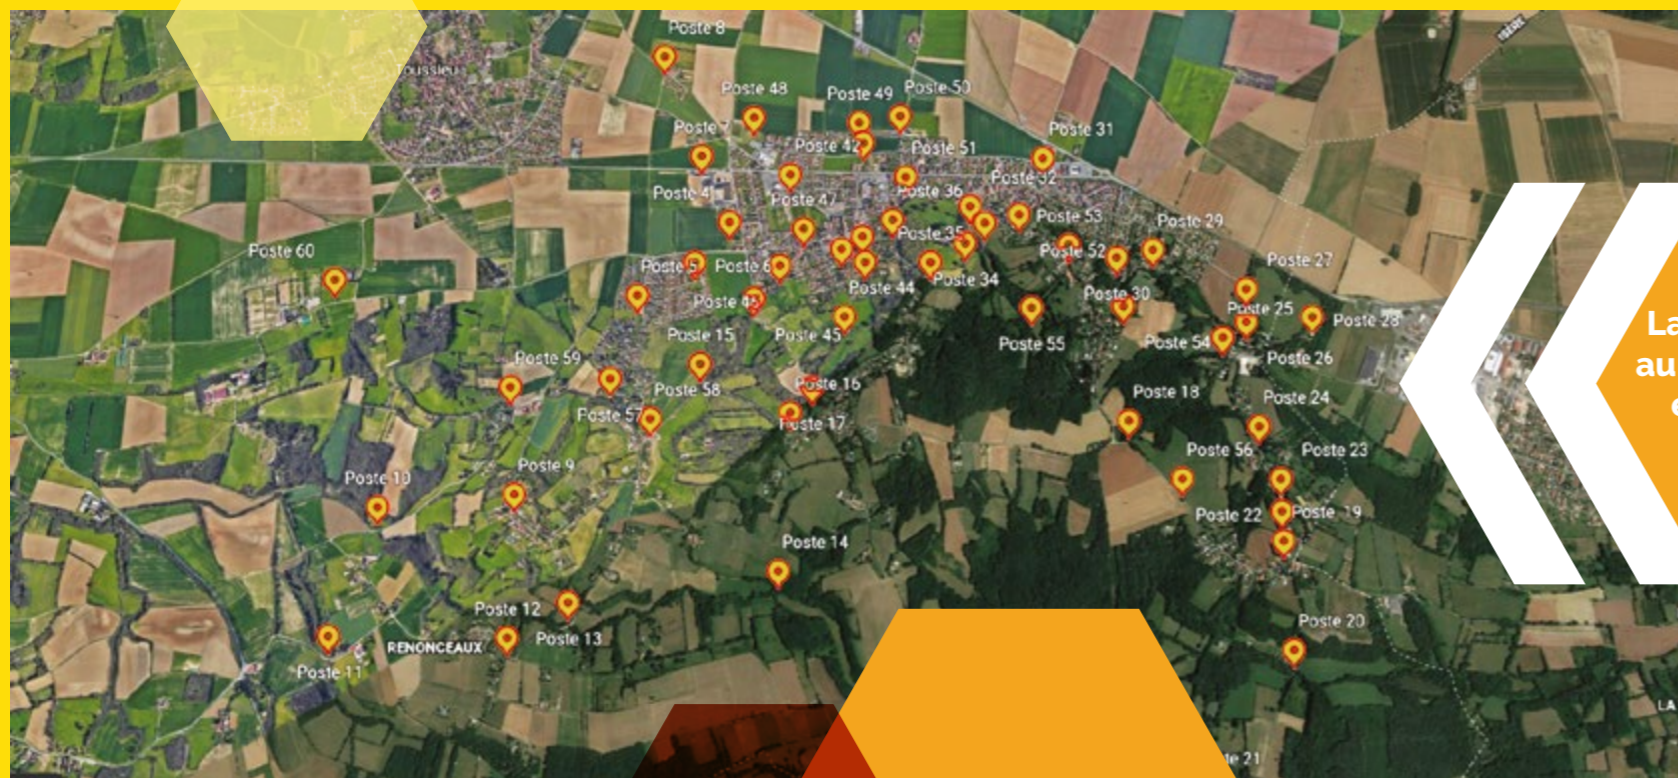 Poste 8
Toussieu
ISÈRE
Poste 48
Poste 49
Poste 50
Poste 7
Poste 42
Poste 51
Poste 31
Poste 32
Poste 4
Poste 47
Poste 36
Poste 53
Poste 29
Poste 35
Poste 60
Poste 5
Poste 6
Poste 52
Poste 27
Poste 34
Poste 44
Poste 30
Poste 25
Poste 28
Poste 15
Poste 45
Poste 55
Poste 54
Poste 26
Poste 59
Poste 58
Poste 16
Poste 18
Poste 24
Poste 57
Poste 17
Poste 56
Poste 23
Poste 9
Poste 10
Poste 22
Poste 19
Poste 14
Poste 12
Poste 13
RENONCEAUX
Poste 11
Poste 20
LA
La
au